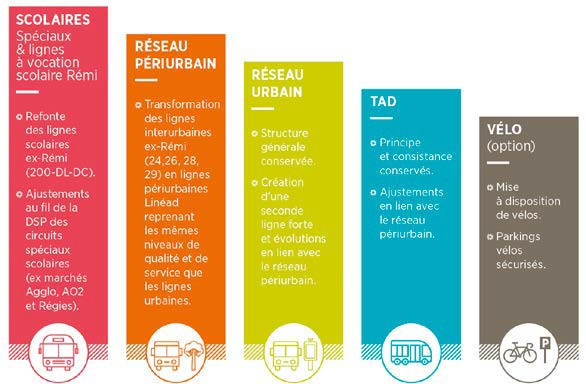 SCOLAIRES
Spéciaux
& lignes
à vocation
scolaire Rémi
Refonte
des lignes
scolaires
ex-Rémi
(200-DL-DC).
Ajustements
au fil de la
DSP des
circuits
spéciaux
scolaires
(ex marchés
Agglo, AO2
et Régies).
RÉSEAU
PÉRIURBAIN
Transformation
des lignes
interurbaines
ex-Rémi
(24,26, 28,
29) en lignes
périurbaines
Linéad
reprenant
les mêmes
niveaux de
qualité et de
service que
les lignes
urbaines.
RÉSEAU
URBAIN
Structure
générale
conservée.
Création
d'une
seconde
ligne forte
et évolutions
en lien avec
le réseau
périurbain.
TAD
Principe
et consistance
conservés.
Ajustements
en lien avec
le réseau
périurbain.
VÉLO
(option)
Mise
à disposition
de vélos.
Parkings
vélos
sécurisés.
P